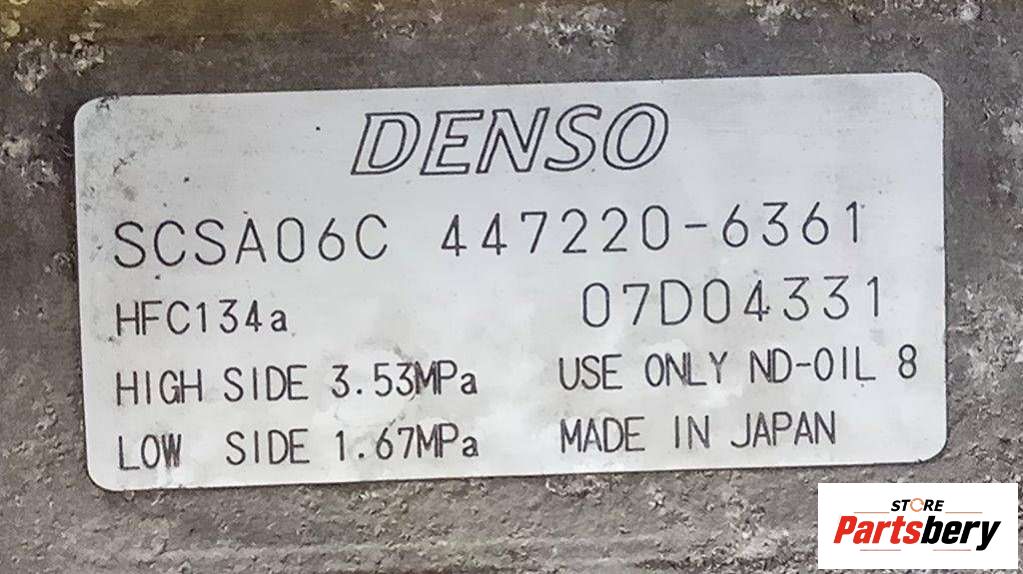 DENSO
SCSA06C 447220-6361
HFC134a 07D04331
HIGH SIDE 3.53MPa USE ONLY ND-OIL 8
LOW SIDE 1.67MPa MADE IN JAPAN
STORE
Partsbery